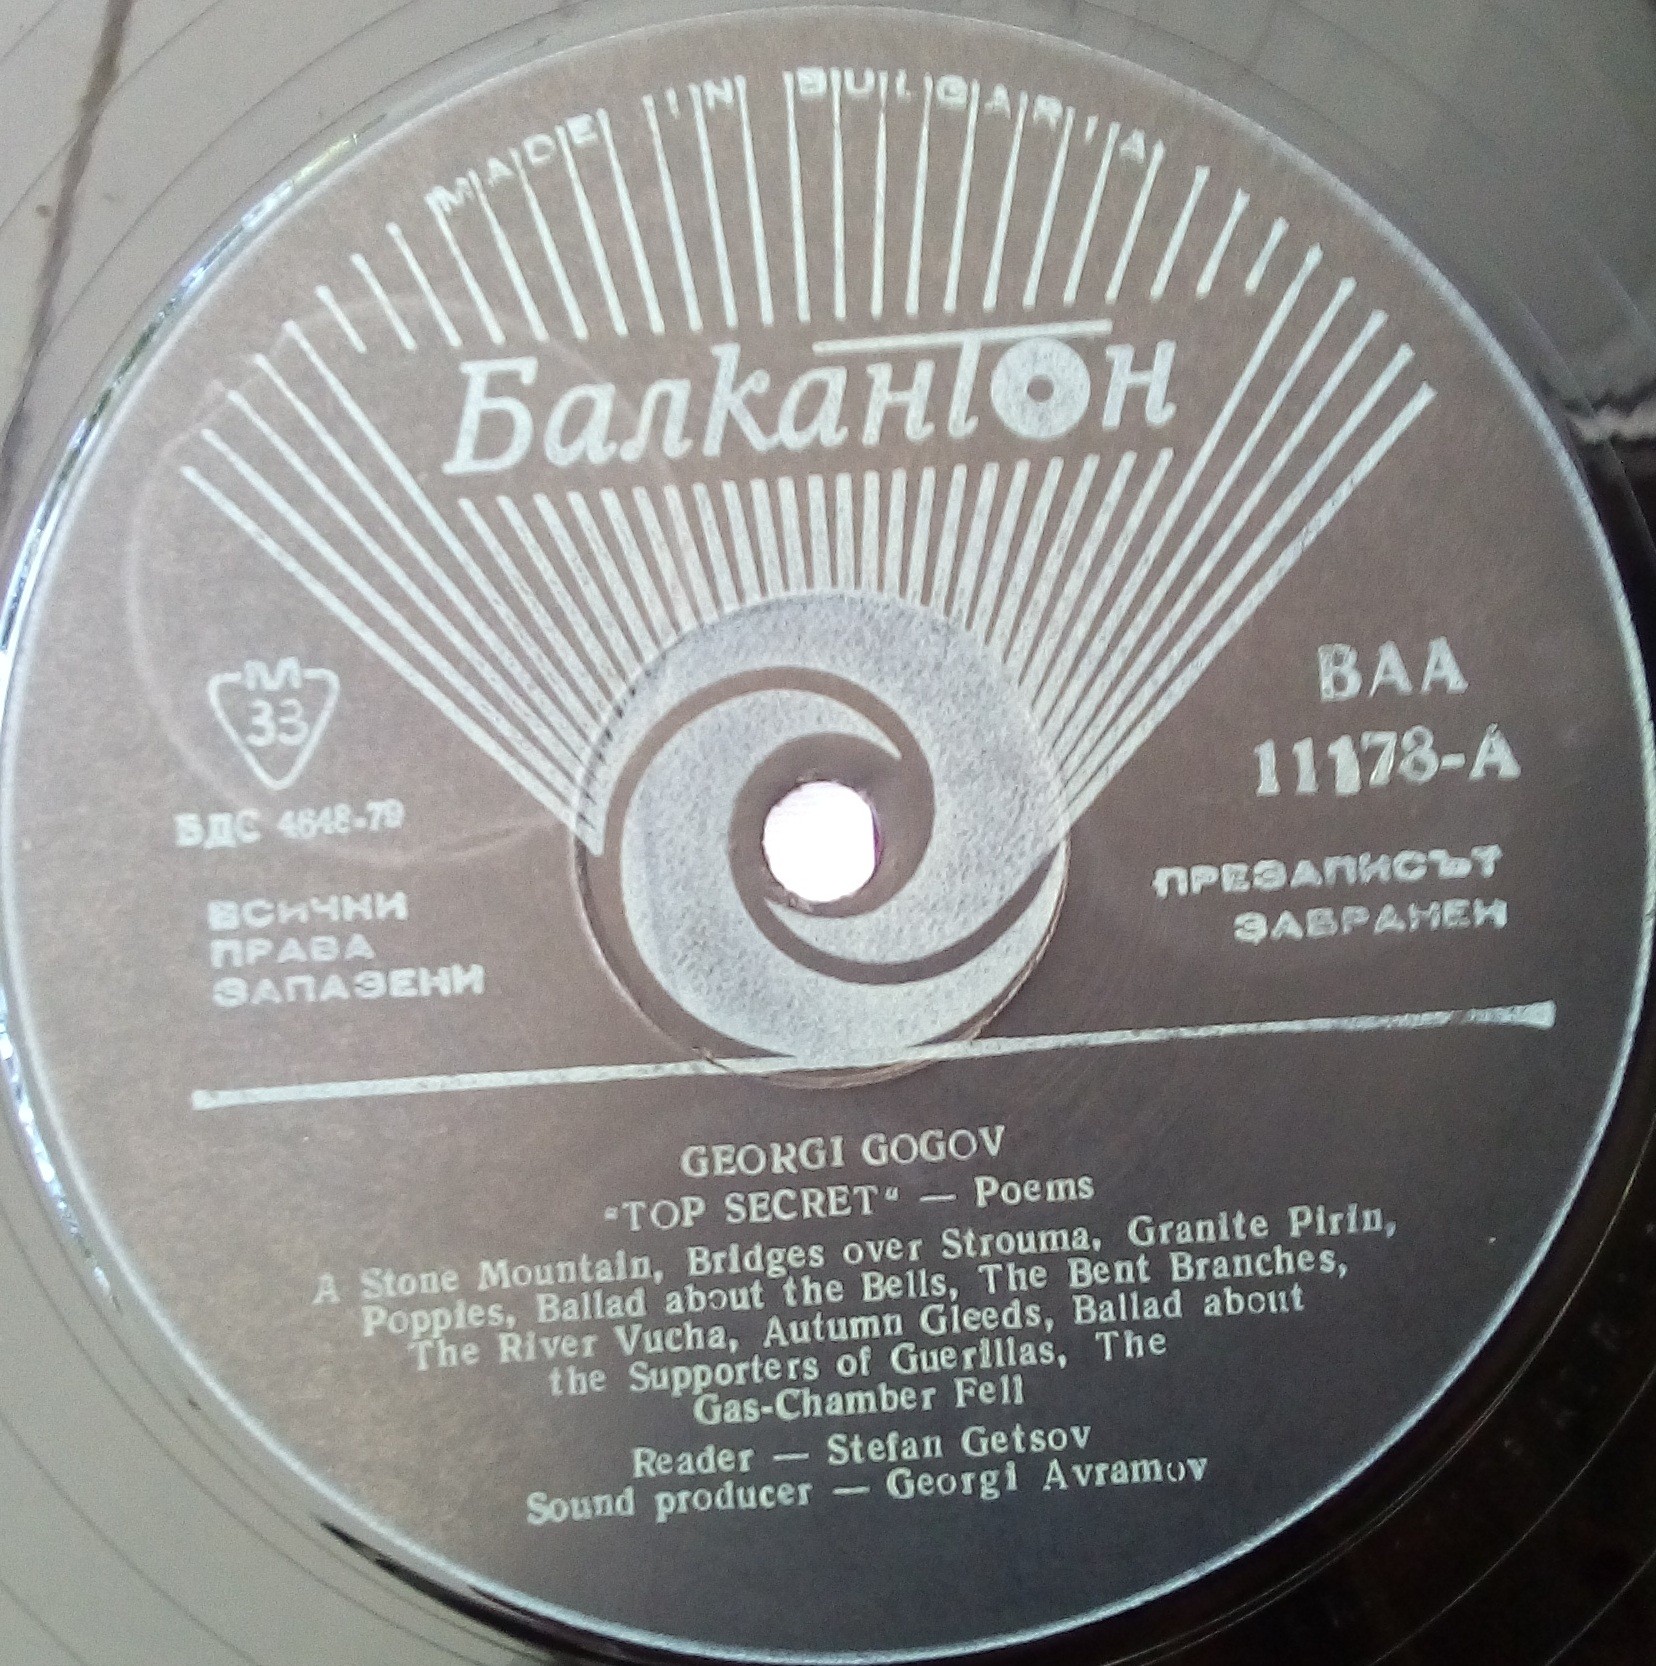 MADE IN BULGARIA
Балкантон
М
33
БДС 4648-79
ВСИЧКИ
ПРАВА
ЗАПАЗЕНИ
ВАА
11178-А
ПРЕЗАПИСЪТ
ЗАБРАНЕН
GEORGI GOGOV
“TOP SECRET“ — Poems
A Stone Mountain, Bridges over Strouma, Granite Pirin,
Poppies, Ballad about the Bells, The Bent Branches,
The River Vucha, Autumn Gleeds, Ballad about
the Supporters of Guerillas, The
Gas-Chamber Fell
Reader — Stefan Getsov
Sound producer — Georgi Avramov